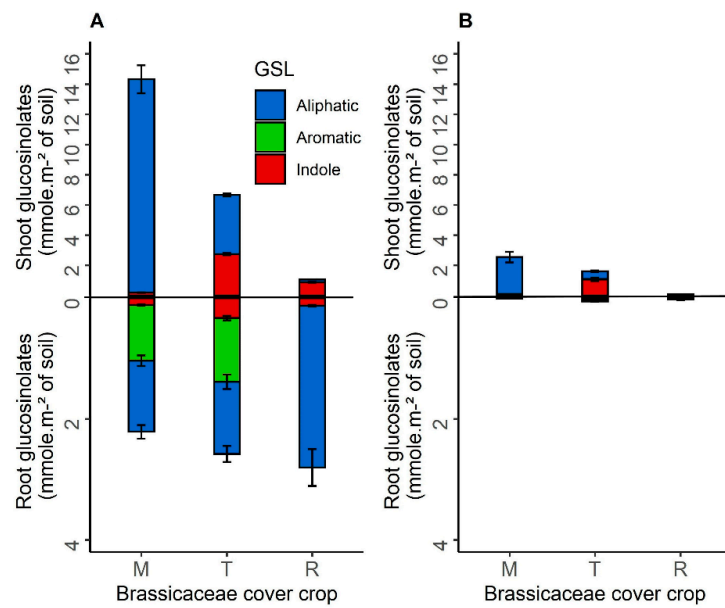 A
Shoot glucosinolates
(mmole.m-² of soil)
16
14
12
10
8
6
4
2
0
Root glucosinolates
(mmole.m-² of soil)
2
4
GSL
Aliphatic
Aromatic
Indole
M T R
Brassicaceae cover crop
B
Shoot glucosinolates
(mmole.m-² of soil)
16
14
12
10
8
6
4
2
0
Root glucosinolates
(mmole.m-² of soil)
2
4
M T R
Brassicaceae cover crop